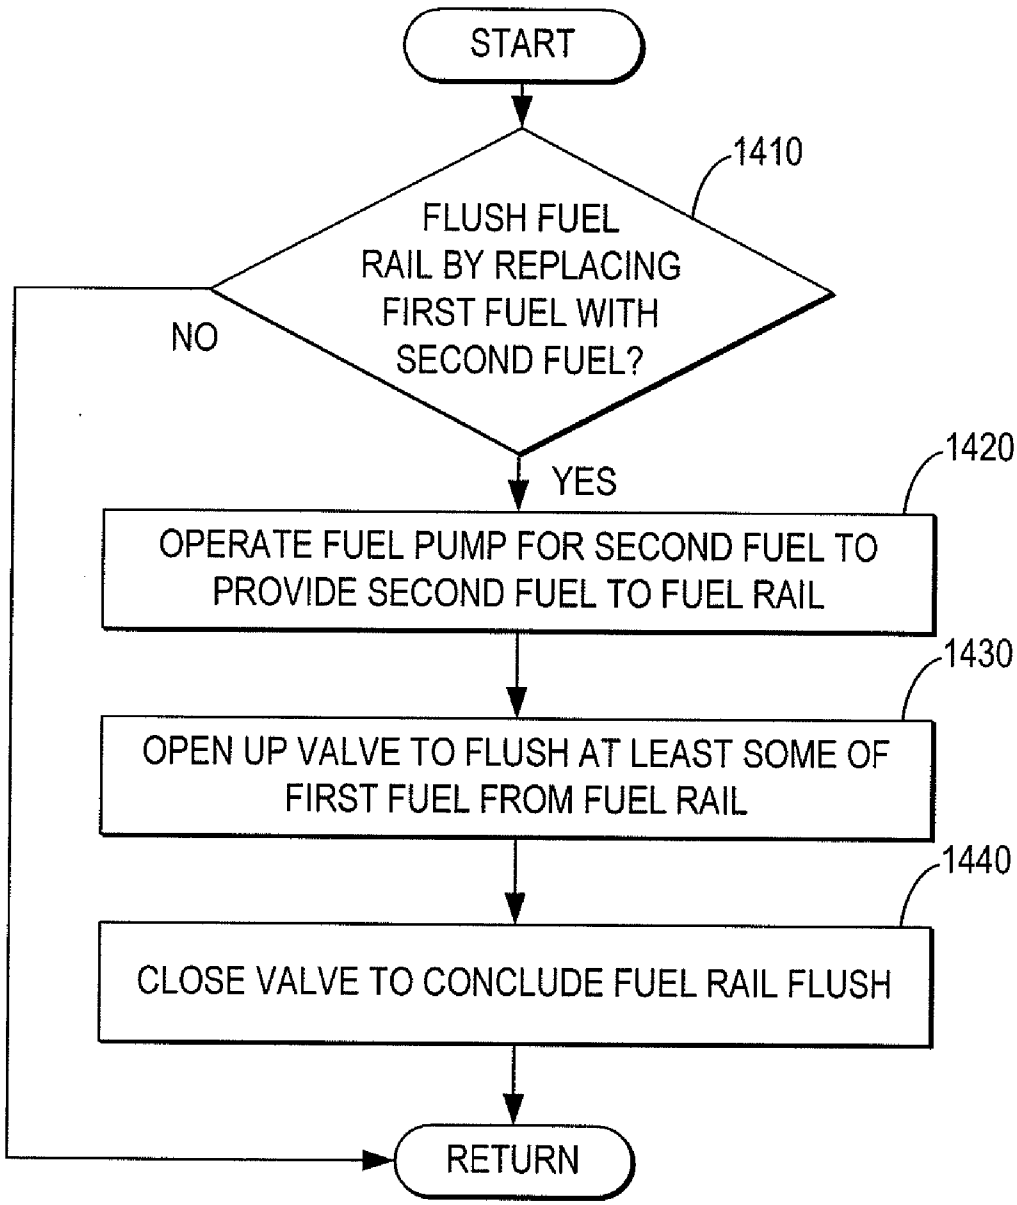 START
1410
FLUSH FUEL
RAIL BY REPLACING
FIRST FUEL WITH
SECOND FUEL?
NO
YES
1420
OPERATE FUEL PUMP FOR SECOND FUEL TO
PROVIDE SECOND FUEL TO FUEL RAIL
1430
OPEN UP VALVE TO FLUSH AT LEAST SOME OF
FIRST FUEL FROM FUEL RAIL
1440
CLOSE VALVE TO CONCLUDE FUEL RAIL FLUSH
RETURN